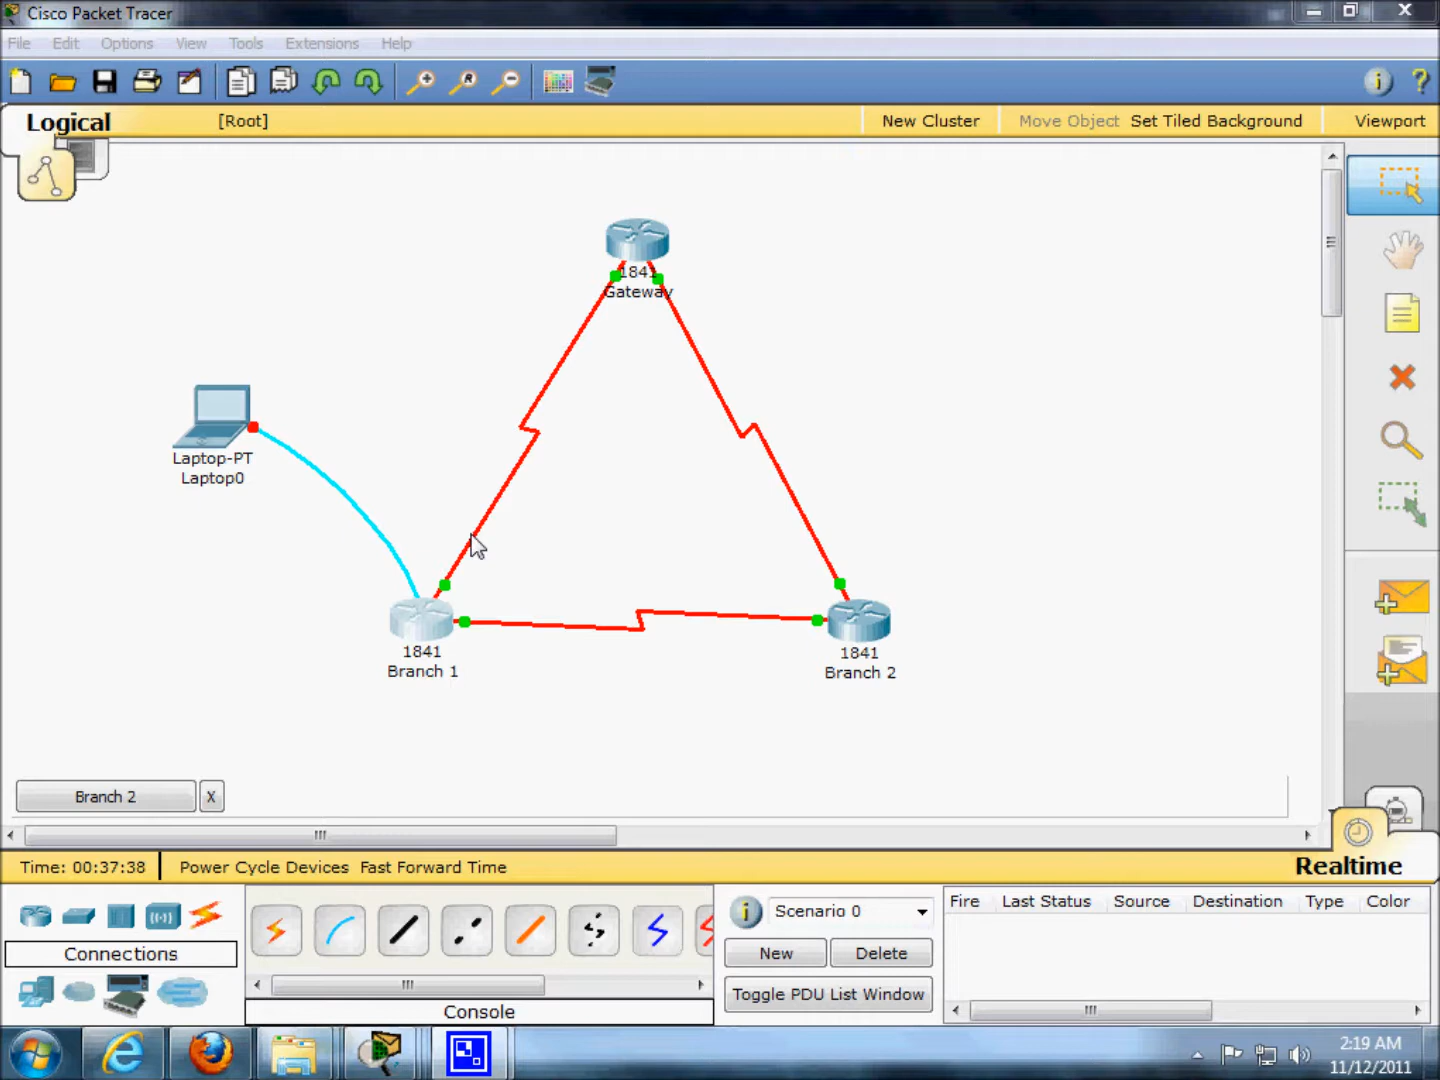 Cisco Packet Tracer
File Edit Options View Tools Extensions Help
Logical [Root] New Cluster Move Object Set Tiled Background Viewport
1841
Gateway
Laptop-PT
Laptop0
1841
Branch 1
1841
Branch 2
Branch 2 X
Time: 00:37:38 Power Cycle Devices Fast Forward Time Realtime
Fire Last Status Source Destination Type Color
Scenario 0
Connections
New Delete
Toggle PDU List Window
Console
2:19 AM
11/12/2011